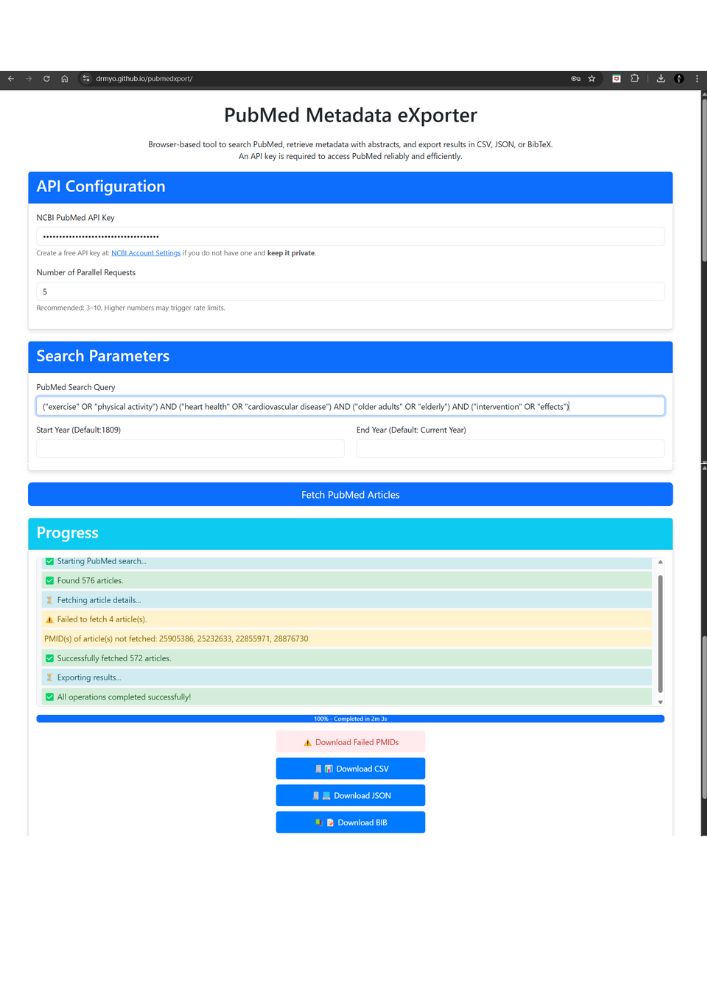 drmyo.github.io/pubmedxport/
PubMed Metadata eXporter
Browser-based tool to search PubMed, retrieve metadata with abstracts, and export results in CSV, JSON, or BibTeX.
An API key is required to access PubMed reliably and efficiently.
API Configuration
NCBI PubMed API Key
••••••••••••••••••••••••••••••••••••
Create a free API key at: NCBI Account Settings if you do not have one and keep it private.
Number of Parallel Requests
5
Recommended: 3–10. Higher numbers may trigger rate limits.
Search Parameters
PubMed Search Query
("exercise" OR "physical activity") AND ("heart health" OR "cardiovascular disease") AND ("older adults" OR "elderly") AND ("intervention" OR "effects")
Start Year (Default:1809) End Year (Default: Current Year)
Fetch PubMed Articles
Progress
✅ Starting PubMed search...
✅ Found 576 articles.
⏳ Fetching article details...
⚠️ Failed to fetch 4 article(s).
PMID(s) of article(s) not fetched: 25905386, 25232633, 22855971, 28876730
✅ Successfully fetched 572 articles.
⏳ Exporting results...
✅ All operations completed successfully!
100% - Completed in 2m 3s
⚠️ Download Failed PMIDs
Download CSV
Download JSON
Download BIB